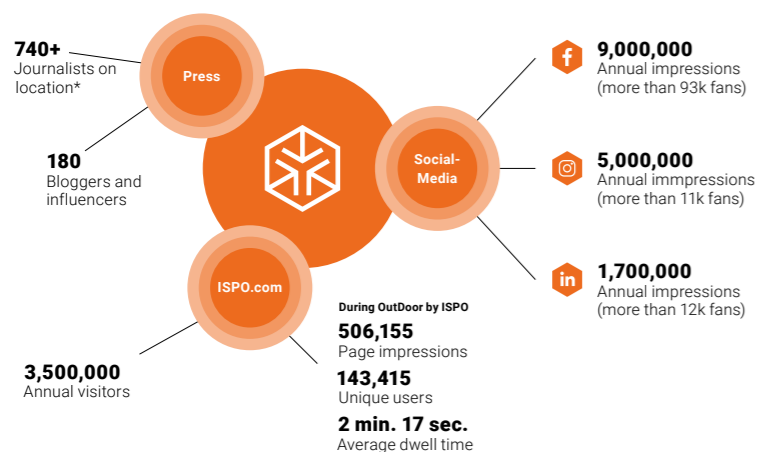 740+
Journalists on
location*
Press
180
Bloggers and
influencers
Social-
Media
f
9,000,000
Annual impressions
(more than 93k fans)
5,000,000
Annual immpressions
(more than 11k fans)
in
1,700,000
Annual impressions
(more than 12k fans)
ISPO.com
3,500,000
Annual visitors
During OutDoor by ISPO
506,155
Page impressions
143,415
Unique users
2 min. 17 sec.
Average dwell time